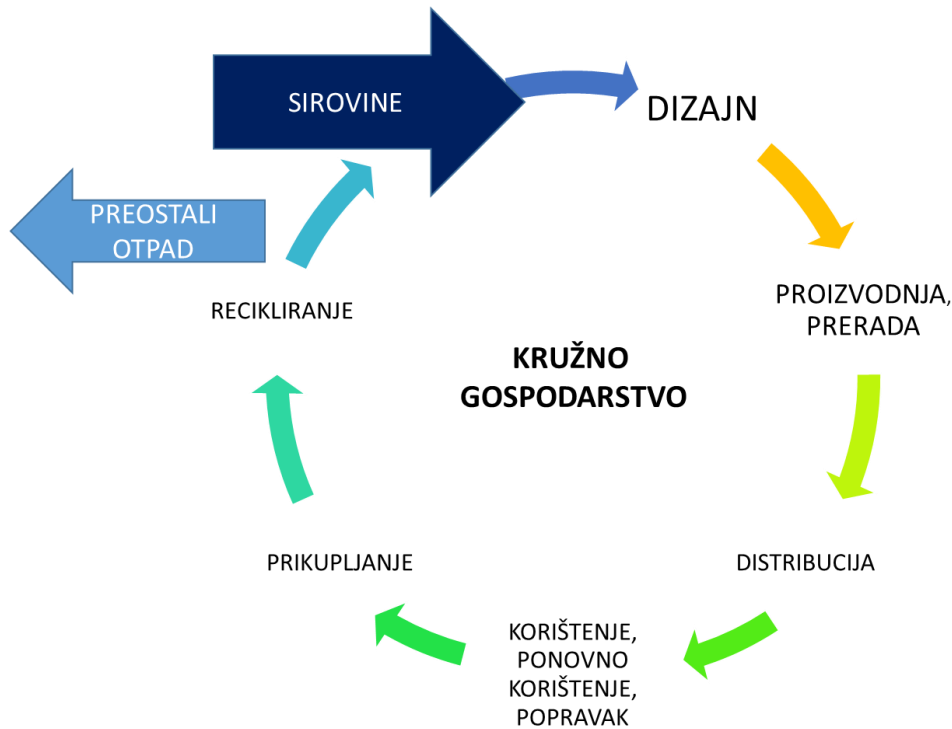 SIROVINE
DIZAJN
PREOSTALI
OTPAD
RECIKLIRANJE
PROIZVODNJA,
PRERADA
KRUŽNO
GOSPODARSTVO
PRIKUPLJANJE
DISTRIBUCIJA
KORIŠTENJE,
PONOVNO
KORIŠTENJE,
POPRAVAK